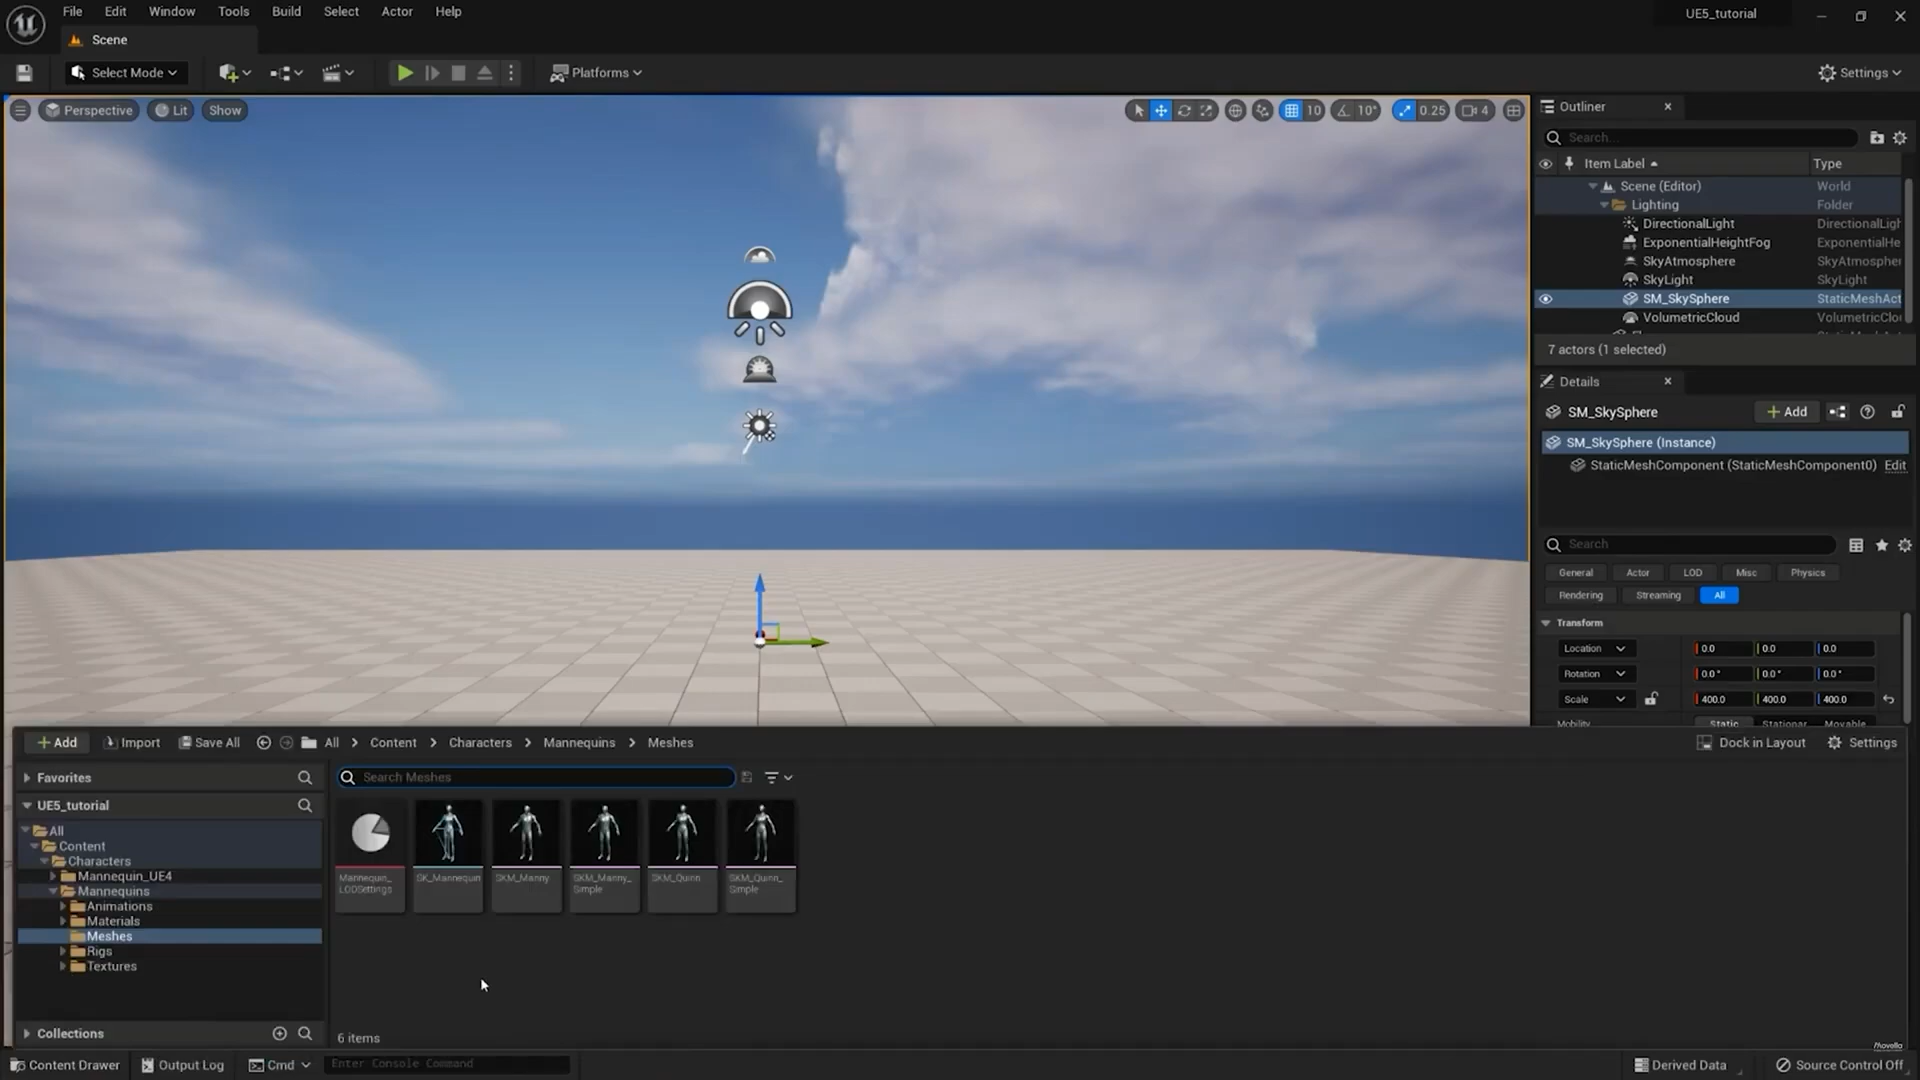 File Edit Window Tools Build Select Actor Help
UE5_tutorial
Scene
Select Mode
Platforms
Settings
Perspective
Lit
Show
10
10°
0.25
4
Outliner
Search...
Item Label
Type
Scene (Editor) World
Lighting Folder
DirectionalLight DirectionalLigh
ExponentialHeightFog ExponentialHe
SkyAtmosphere SkyAtmospher
SkyLight SkyLight
SM_SkySphere StaticMeshAct
VolumetricCloud VolumetricClo
7 actors (1 selected)
Details
SM_SkySphere
Add
SM_SkySphere (Instance)
StaticMeshComponent (StaticMeshComponent0) Edit
Search
General Actor LOD Misc Physics
Rendering Streaming All
Transform
Location 0.0 0.0 0.0
Rotation 0.0° 0.0° 0.0°
Scale 400.0 400.0 400.0
Mobility Static Stationar Movable
Add Import Save All All Content Characters Mannequins Meshes
Dock in Layout Settings
Favorites
UE5_tutorial
All
Content
Characters
Mannequin_UE4
Mannequins
Animations
Materials
Meshes
Rigs
Textures
Collections
Search Meshes
Mannequin_
LODSettings
SK_Mannequin
SKM_Manny
SKM_Manny_
Simple
SKM_Quinn
SKM_Quinn_
Simple
6 items
Content Drawer Output Log Cmd Enter Console Command
Derived Data Source Control Off
movella